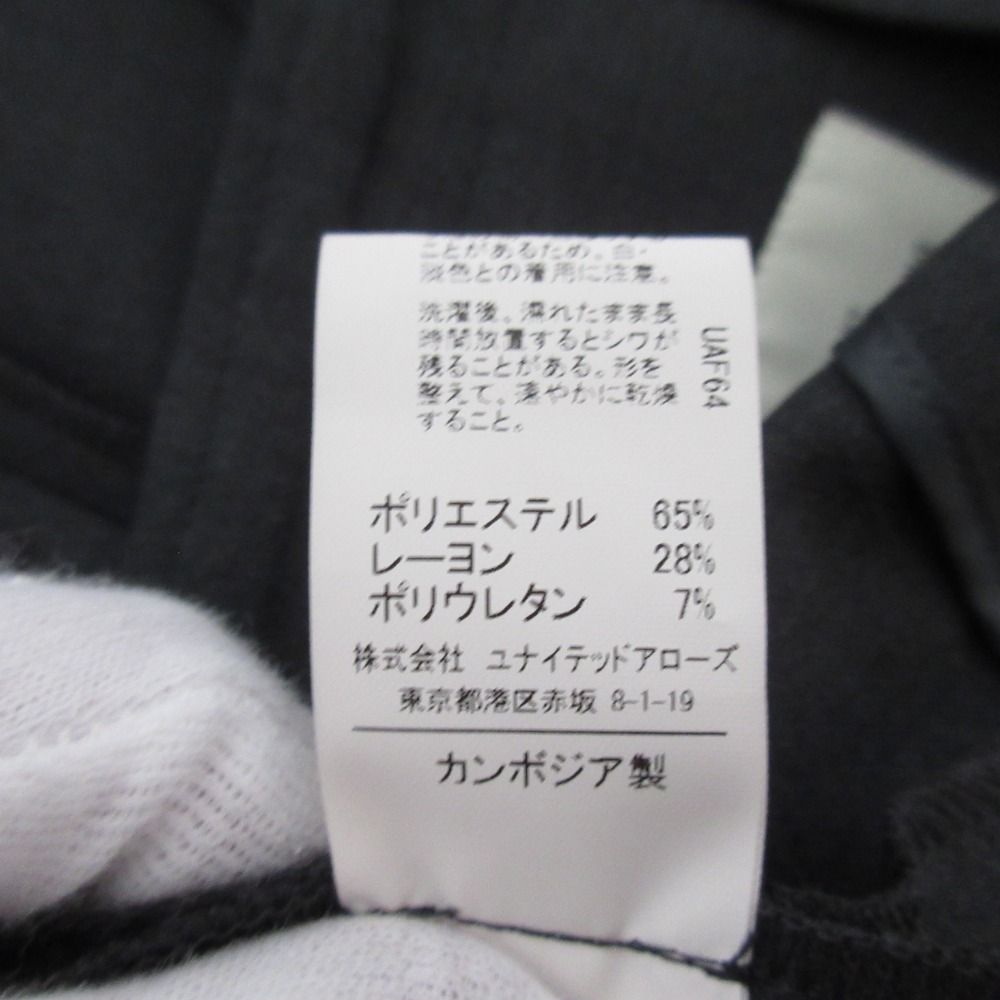 ことがあるため、白・
淡色との着用に注意。
洗濯後、濡れたまま長
時間放置するとシワが
残ることがある。形を
整えて、速やかに乾燥
すること。
UAF64
ポリエステル 65%
レーヨン 28%
ポリウレタン 7%
株式会社 ユナイテッドアローズ
東京都港区赤坂 8-1-19
カンボジア製